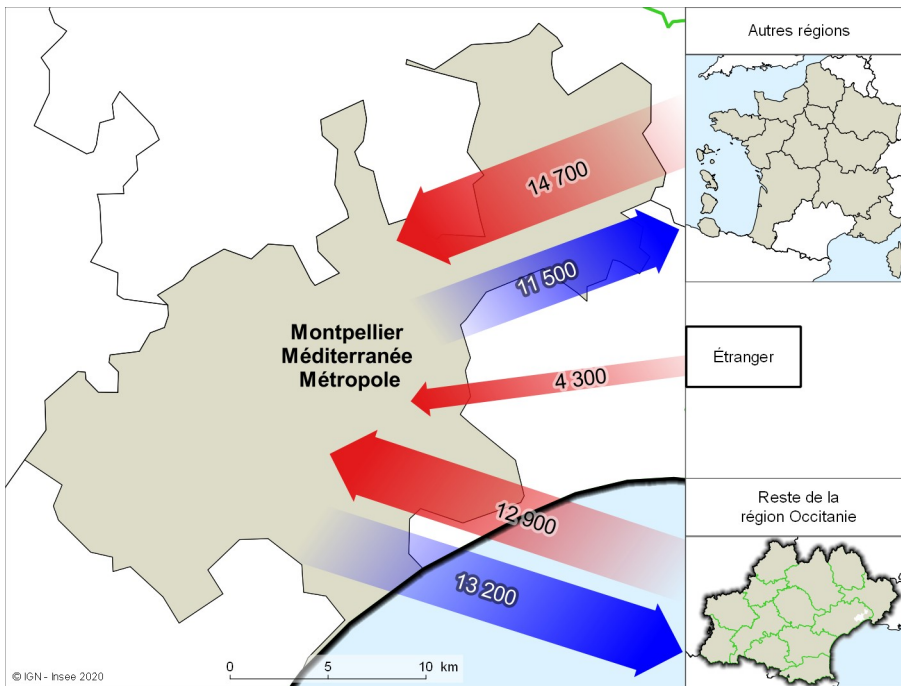 Autres régions
14 700
11 500
Montpellier
Méditerranée
Métropole
Étranger
4 300
Reste de la
région Occitanie
12 900
13 200
0 5 10 km
© IGN - Insee 2020